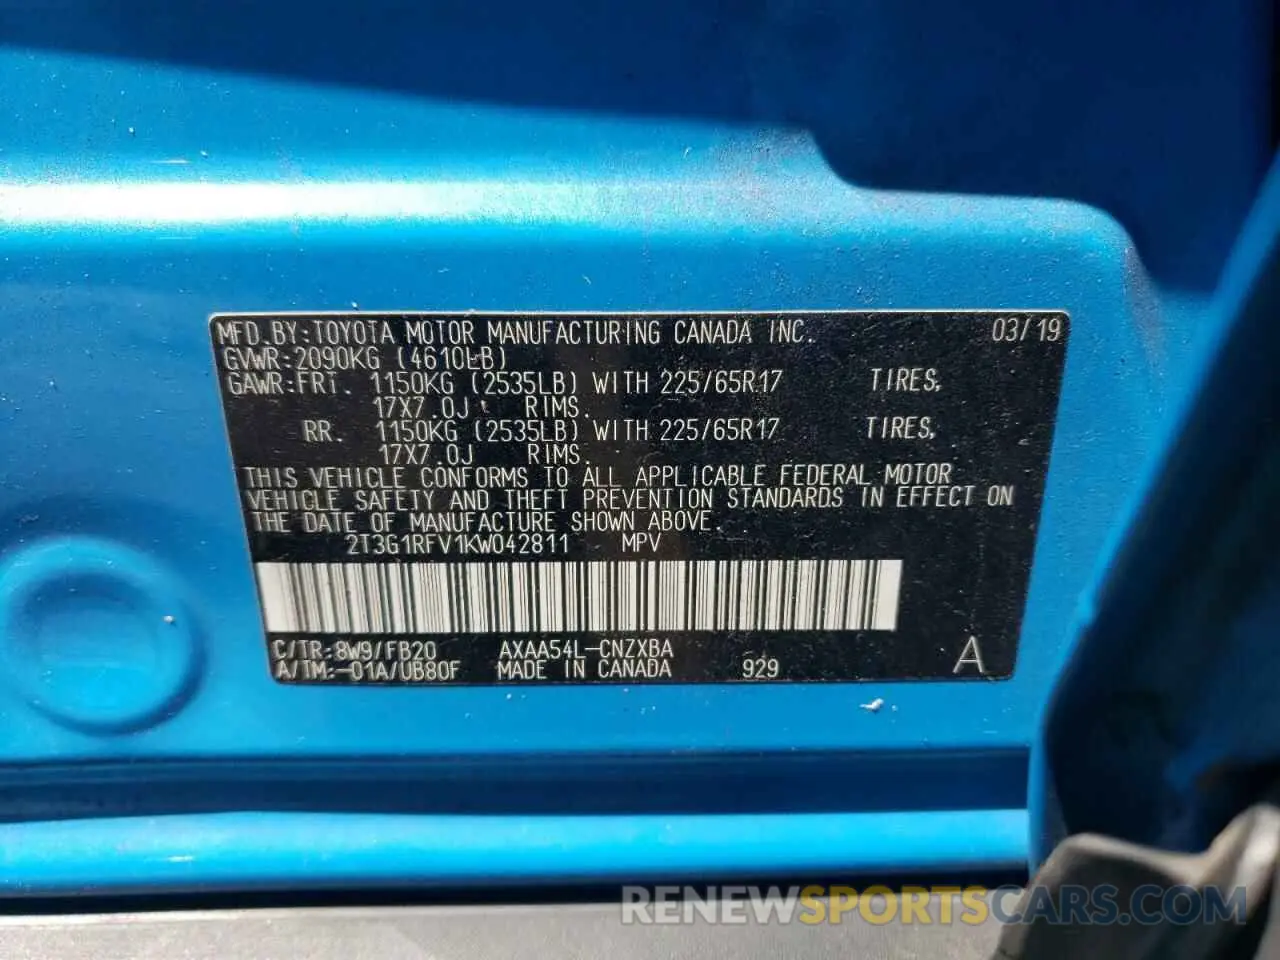 MFD.BY:TOYOTA MOTOR MANUFACTURING CANADA INC. 03/19
GVWR:2090KG (4610LB)
GAWR:FRT. 1150KG (2535LB) WITH 225/65R17 TIRES,
17X7.0J RIMS.
RR. 1150KG (2535LB) WITH 225/65R17 TIRES,
17X7.0J RIMS.
THIS VEHICLE CONFORMS TO ALL APPLICABLE FEDERAL MOTOR
VEHICLE SAFETY AND THEFT PREVENTION STANDARDS IN EFFECT ON
THE DATE OF MANUFACTURE SHOWN ABOVE.
2T3G1RFV1KW042811 MPV
C/TR:8W9/FB20 AXAA54L-CNZXBA
A/TM:-01A/UB80F MADE IN CANADA 929 A
RENEWSPORTSCARS.COM